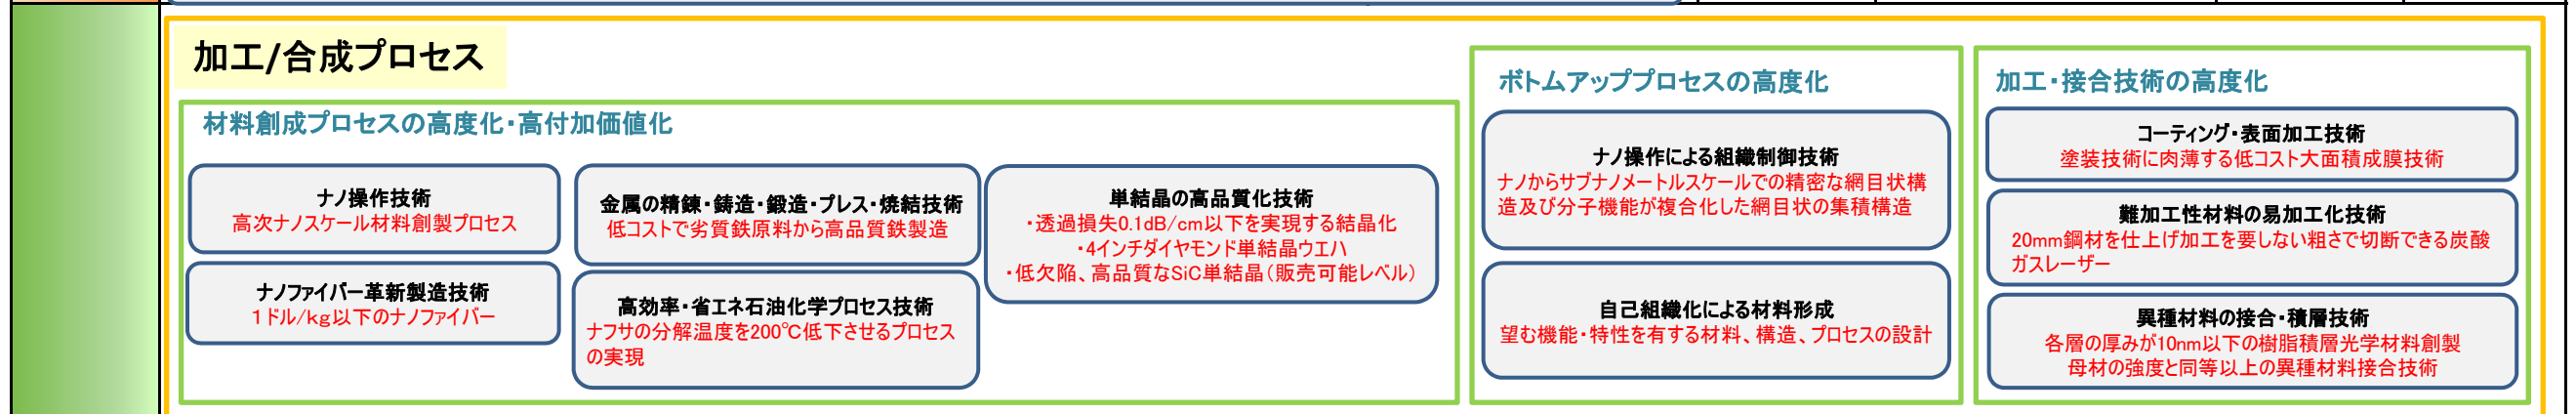 加工/合成プロセス
材料創成プロセスの高度化・高付加価値化
ナノ操作技術
高次ナノスケール材料創製プロセス
ナノファイバー革新製造技術
１ドル/kg以下のナノファイバー
金属の精錬・鋳造・鍛造・プレス・焼結技術
低コストで劣質鉄原料から高品質鉄製造
高効率・省エネ石油化学プロセス技術
ナフサの分解温度を200℃低下させるプロセス
の実現
単結晶の高品質化技術
・透過損失0.1dB/cm以下を実現する結晶化
・4インチダイヤモンド単結晶ウエハ
・低欠陥、高品質なSiC単結晶（販売可能レベル）
ボトムアッププロセスの高度化
ナノ操作による組織制御技術
ナノからサブナノメートルスケールでの精密な網目状構
造及び分子機能が複合化した網目状の集積構造
自己組織化による材料形成
望む機能・特性を有する材料、構造、プロセスの設計
加工・接合技術の高度化
コーティング・表面加工技術
塗装技術に肉薄する低コスト大面積成膜技術
難加工性材料の易加工化技術
20mm鋼材を仕上げ加工を要しない粗さで切断できる炭酸
ガスレーザー
異種材料の接合・積層技術
各層の厚みが10nm以下の樹脂積層光学材料創製
母材の強度と同等以上の異種材料接合技術